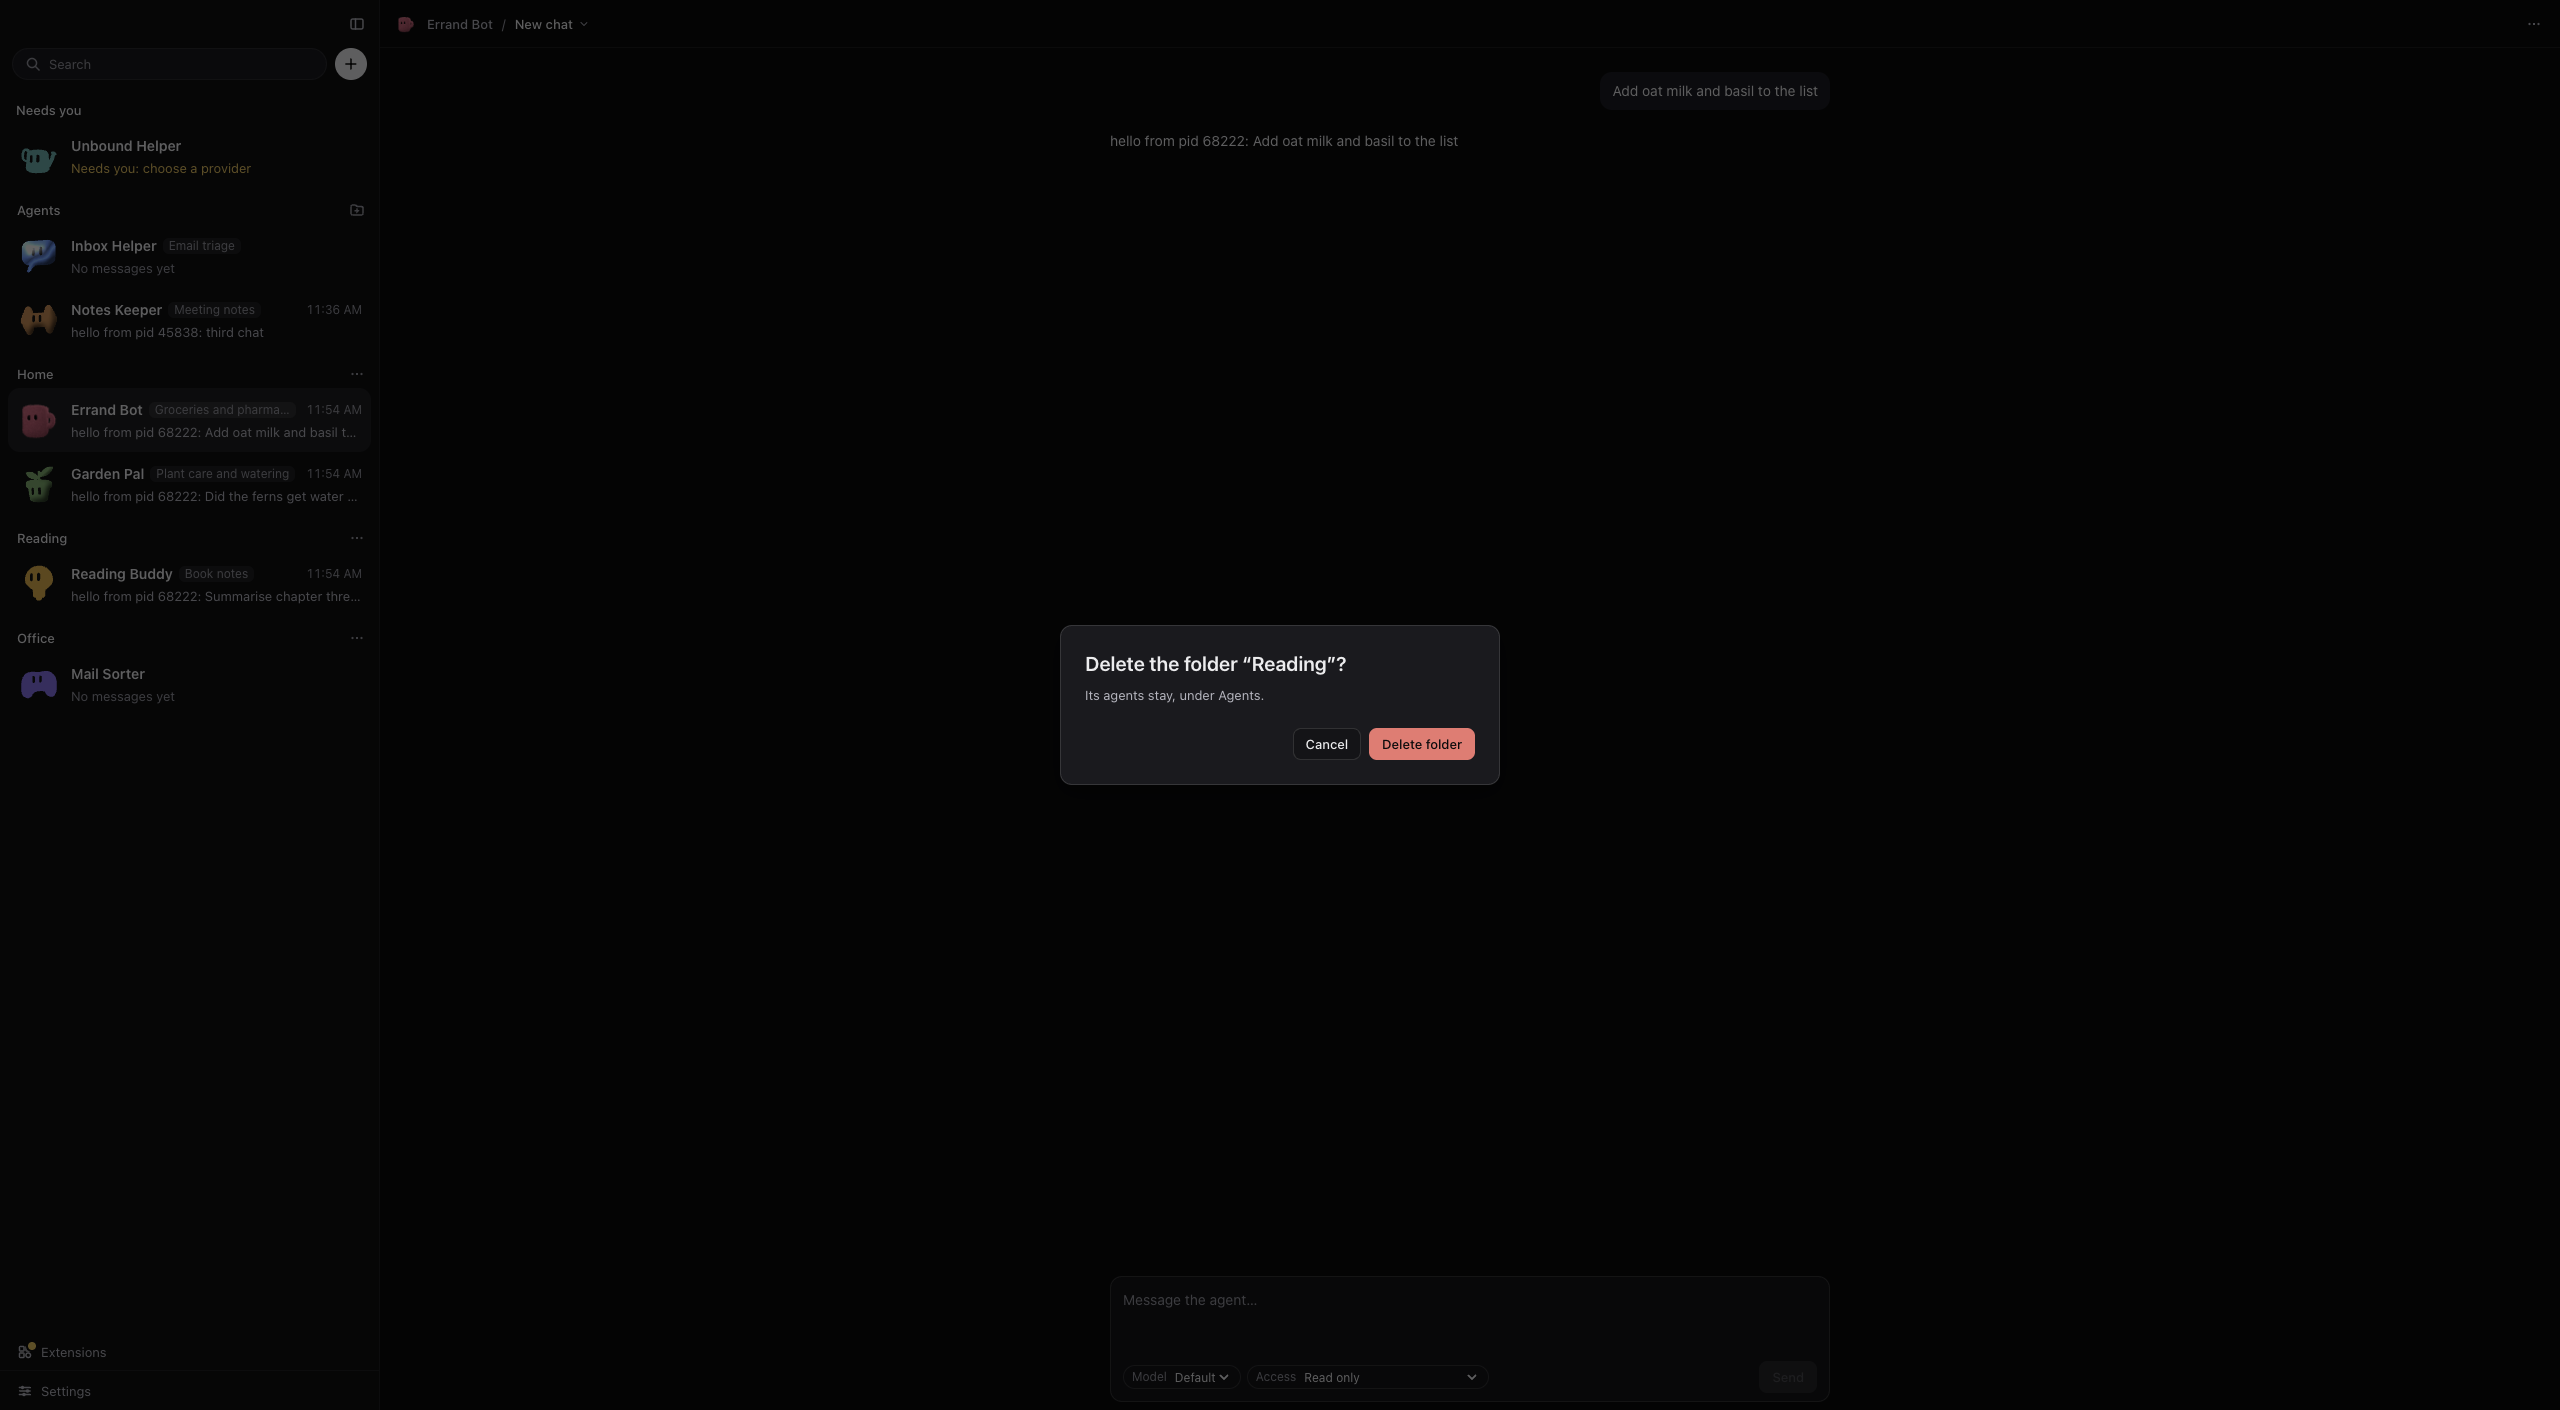 Errand Bot / New chat
Search
Needs you
Unbound Helper
Needs you: choose a provider
Agents
Inbox Helper Email triage
No messages yet
Notes Keeper Meeting notes 11:36 AM
hello from pid 45838: third chat
Home
Errand Bot Groceries and pharma... 11:54 AM
hello from pid 68222: Add oat milk and basil t...
Garden Pal Plant care and watering 11:54 AM
hello from pid 68222: Did the ferns get water ...
Reading
Reading Buddy Book notes 11:54 AM
hello from pid 68222: Summarise chapter thre...
Office
Mail Sorter
No messages yet
Extensions
Settings
Add oat milk and basil to the list
hello from pid 68222: Add oat milk and basil to the list
Delete the folder “Reading”?
Its agents stay, under Agents.
Cancel Delete folder
Message the agent...
Model Default Access Read only Send